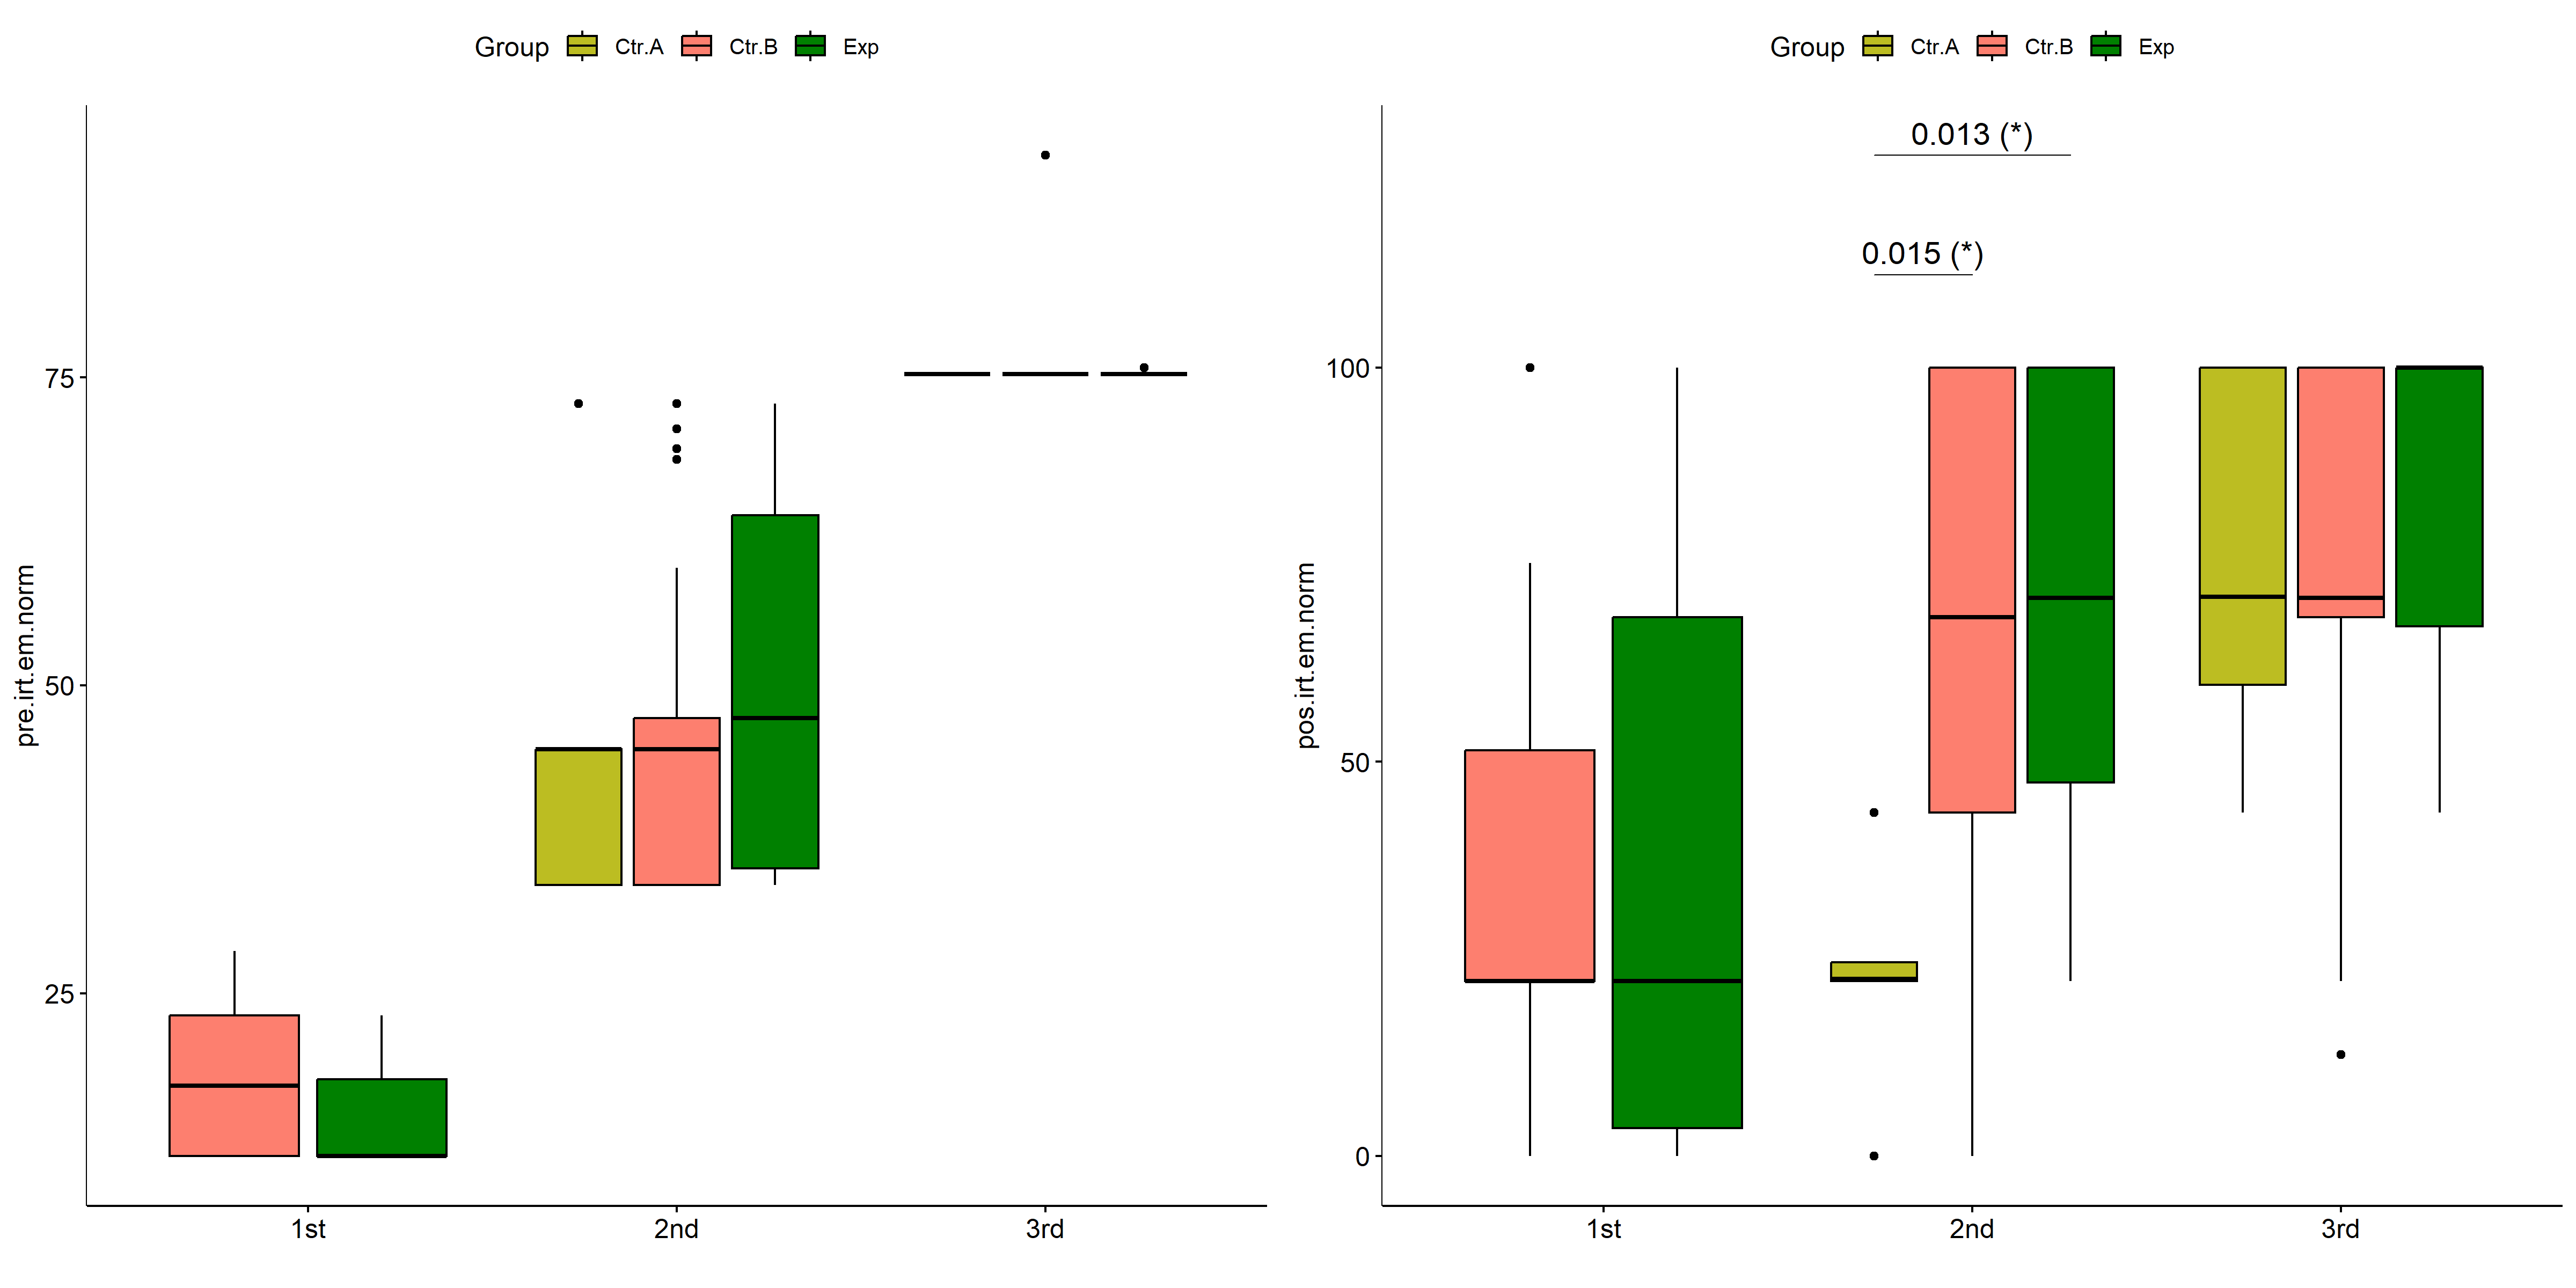 Group Ctr.A Ctr.B Exp
pre.irt.em.norm
75
50
25
1st 2nd 3rd
Group Ctr.A Ctr.B Exp
pos.irt.em.norm
0.013 (*)
0.015 (*)
100
50
0
1st 2nd 3rd